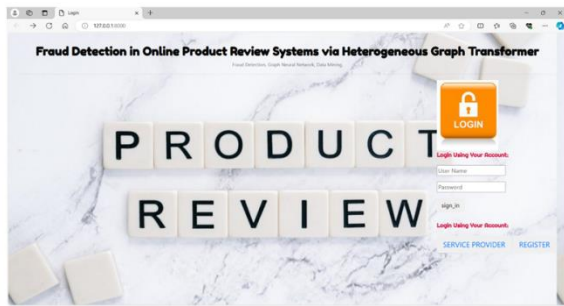 Login
127.0.0.1:8000
Fraud Detection in Online Product Review Systems via Heterogeneous Graph Transformer
Fraud Detection, Graph Neural Network, Data Mining.
LOGIN
PRODUCT
Login Using Your Account:
User Name
Password
REVIEW
sign_in
Login Using Your Account:
SERVICE PROVIDER REGISTER